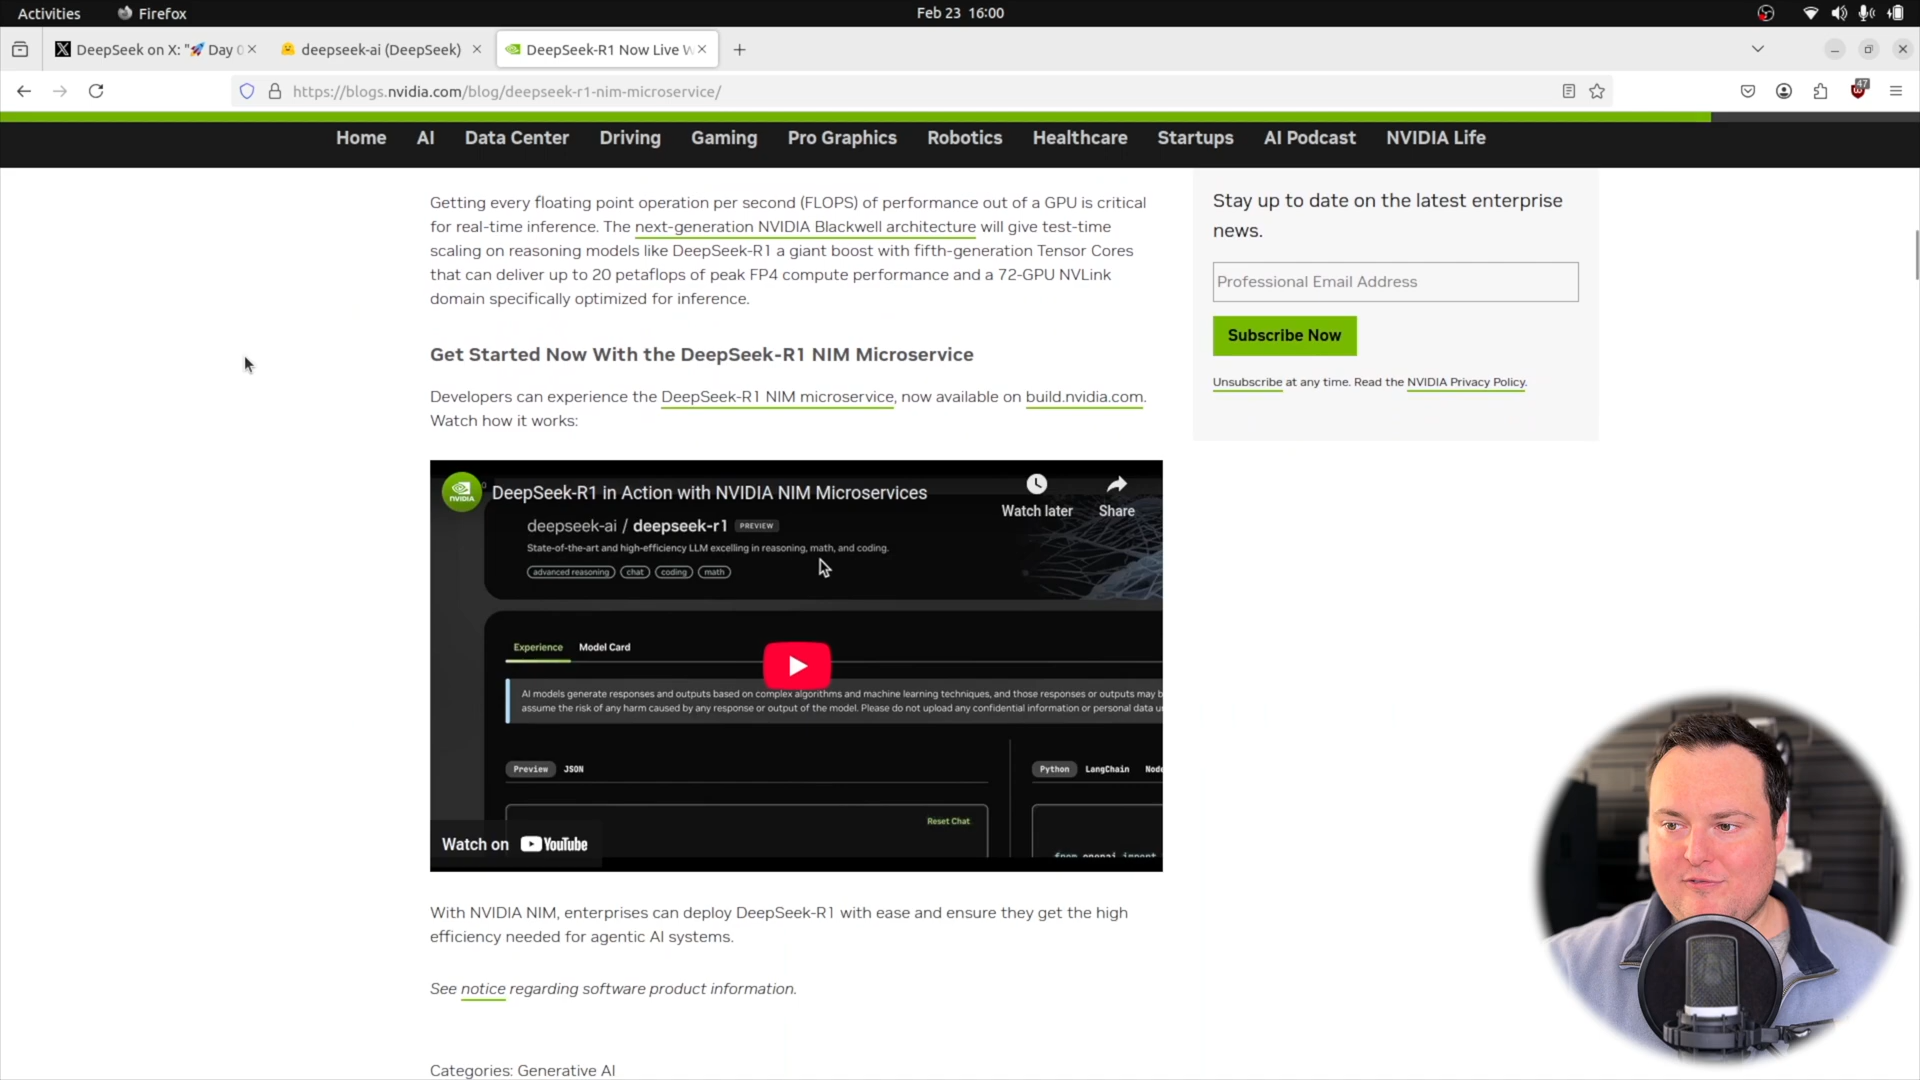 Activities
Firefox
Feb 23 16:00
DeepSeek on X: "🚀 Day 0
deepseek-ai (DeepSeek)
DeepSeek-R1 Now Live W
https://blogs.nvidia.com/blog/deepseek-r1-nim-microservice/
47
Home AI Data Center Driving Gaming Pro Graphics Robotics Healthcare Startups AI Podcast NVIDIA Life
Getting every floating point operation per second (FLOPS) of performance out of a GPU is critical
for real-time inference. The next-generation NVIDIA Blackwell architecture will give test-time
scaling on reasoning models like DeepSeek-R1 a giant boost with fifth-generation Tensor Cores
that can deliver up to 20 petaflops of peak FP4 compute performance and a 72-GPU NVLink
domain specifically optimized for inference.
Get Started Now With the DeepSeek-R1 NIM Microservice
Developers can experience the DeepSeek-R1 NIM microservice, now available on build.nvidia.com.
Watch how it works:
NVIDIA
DeepSeek-R1 in Action with NVIDIA NIM Microservices
Watch later
Share
deepseek-ai / deepseek-r1 PREVIEW
State-of-the-art and high-efficiency LLM excelling in reasoning, math, and coding.
advanced reasoning chat coding math
Experience Model Card
AI models generate responses and outputs based on complex algorithms and machine learning techniques, and those responses or outputs may b
assume the risk of any harm caused by any response or output of the model. Please do not upload any confidential information or personal data u
Preview JSON
Python LangChain Node
Reset Chat
from openai import
Watch on YouTube
With NVIDIA NIM, enterprises can deploy DeepSeek-R1 with ease and ensure they get the high
efficiency needed for agentic AI systems.
See notice regarding software product information.
Categories: Generative AI
Stay up to date on the latest enterprise
news.
Professional Email Address
Subscribe Now
Unsubscribe at any time. Read the NVIDIA Privacy Policy.